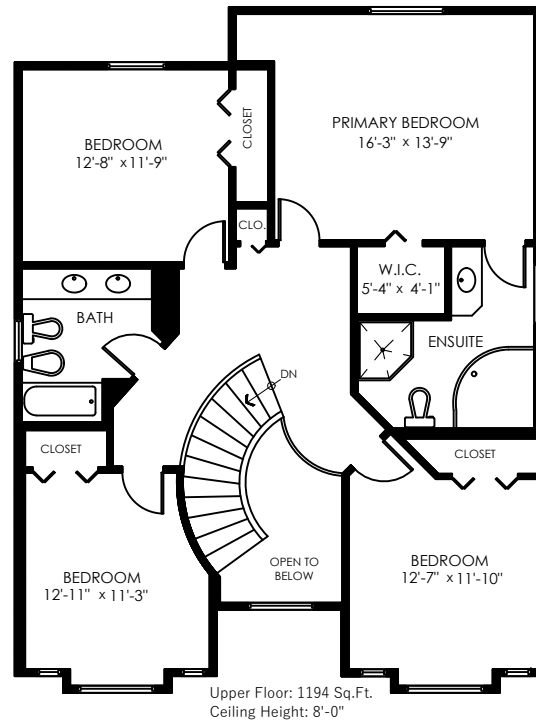 PRIMARY BEDROOM
16'-3" x 13'-9"
BEDROOM
12'-8" x 11'-9"
CLOSET
CLO.
W.I.C.
5'-4" x 4'-1"
BATH
ENSUITE
DN
CLOSET
CLOSET
OPEN TO
BELOW
BEDROOM
12'-11" x 11'-3"
BEDROOM
12'-7" x 11'-10"
Upper Floor: 1194 Sq.Ft.
Ceiling Height: 8'-0"